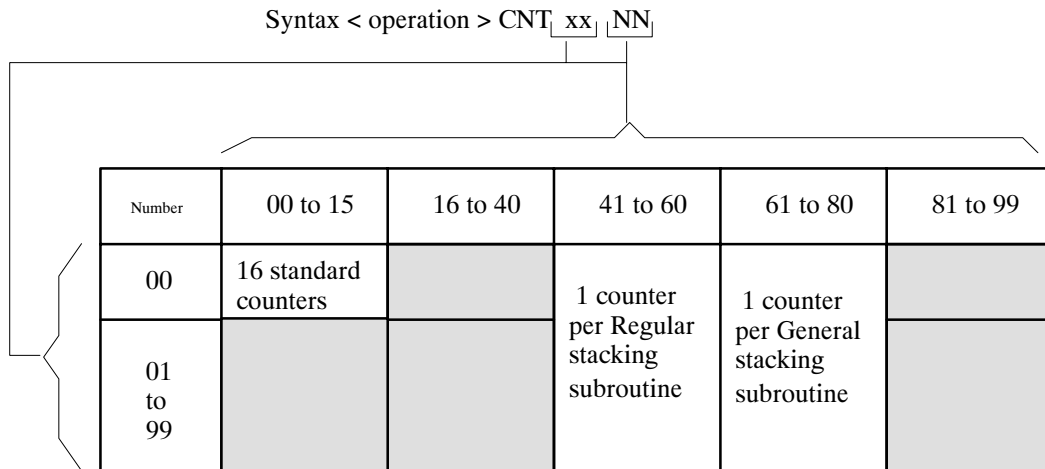 Syntax < operation > CNT xx NN
Number 00 to 15 16 to 40 41 to 60 61 to 80 81 to 99
00
16 standard
counters
1 counter
per Regular
stacking
subroutine
1 counter
per General
stacking
subroutine
01
to
99